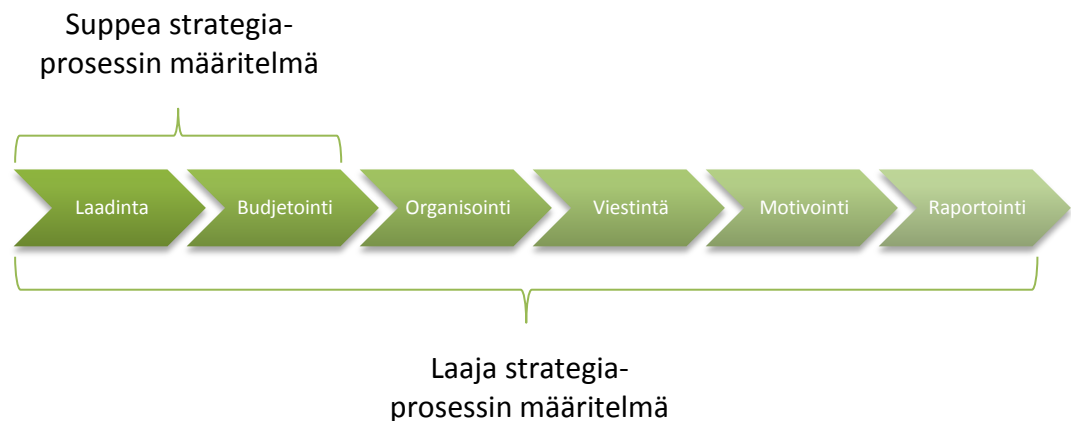 Suppea strategia-
prosessin määritelmä
Laadinta
Budjetointi
Organisointi
Viestintä
Motivointi
Raportointi
Laaja strategia-
prosessin määritelmä